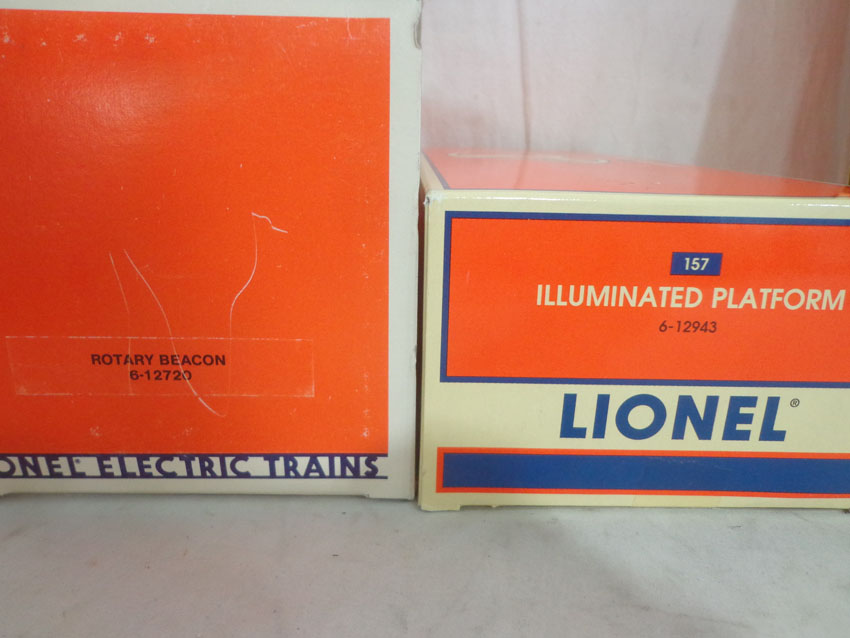 ROTARY BEACON
6-12720
ONEL ELECTRIC TRAINS
157
ILLUMINATED PLATFORM
6-12943
LIONEL®